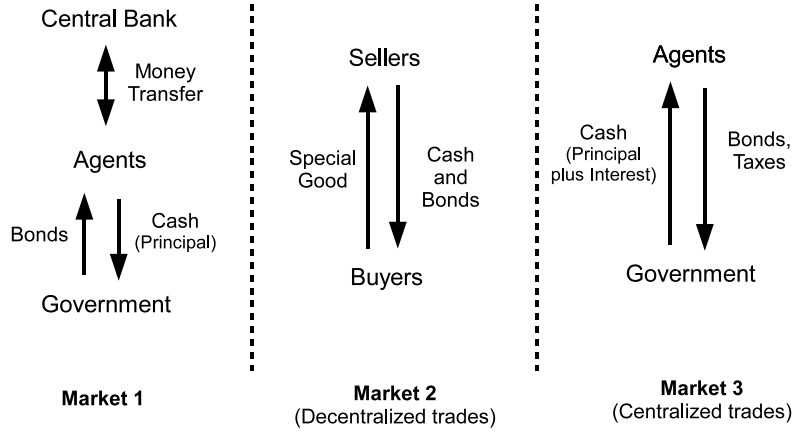 Central Bank
Money
Transfer
Agents
Bonds
Cash
(Principal)
Government
Market 1
Sellers
Special
Good
Cash
and
Bonds
Buyers
Market 2
(Decentralized trades)
Agents
Cash
(Principal
plus Interest)
Bonds,
Taxes
Government
Market 3
(Centralized trades)